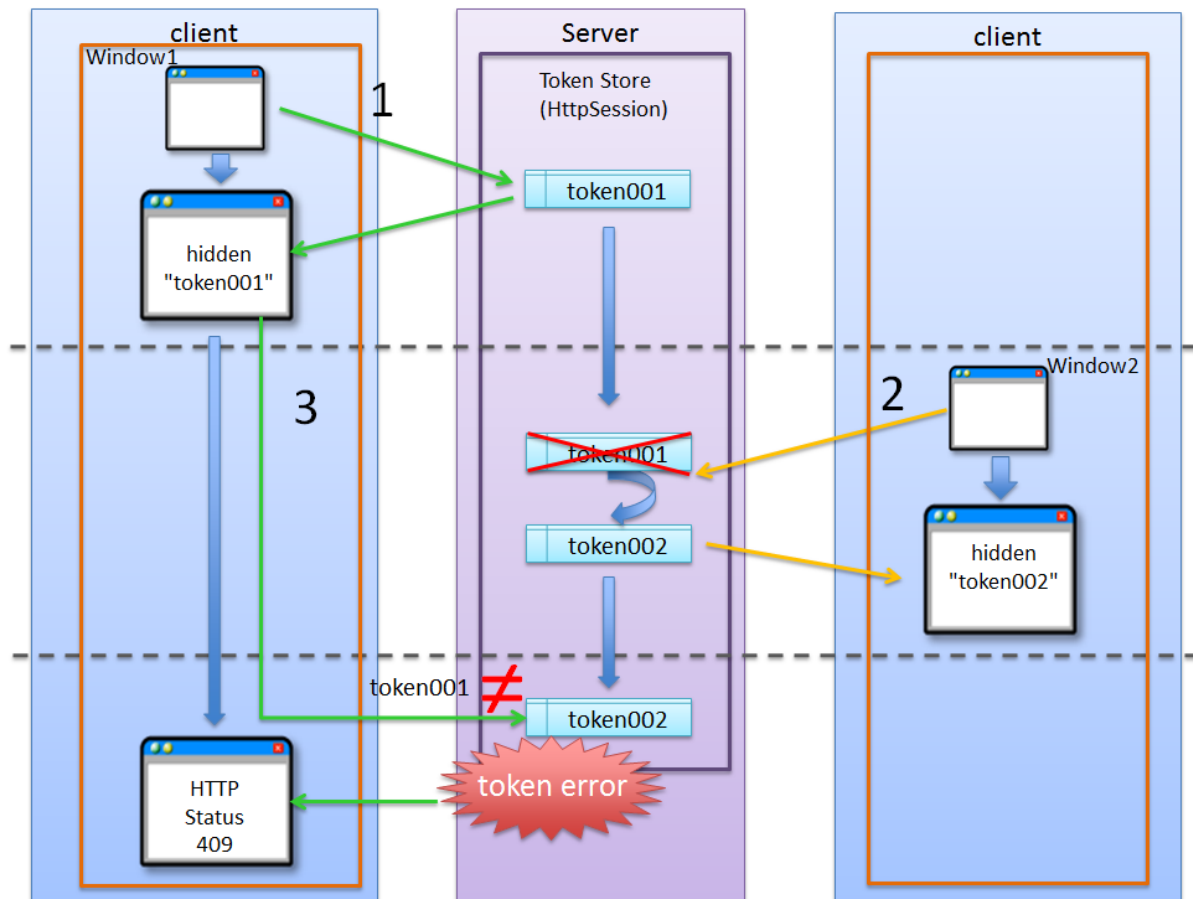 client
Server
client
Window1
Token Store
(HttpSession)
1
token001
hidden
"token001"
Window2
2
3
token001
token002
hidden
"token002"
token001
≠
token002
token error
HTTP
Status
409